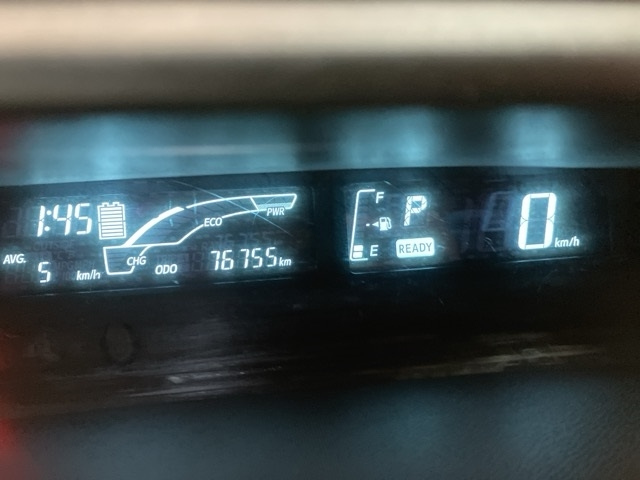 1:45
ECO
PWR
AVG.
5 km/h
CHG
ODO 76755 km
F
E
P
READY
0 km/h